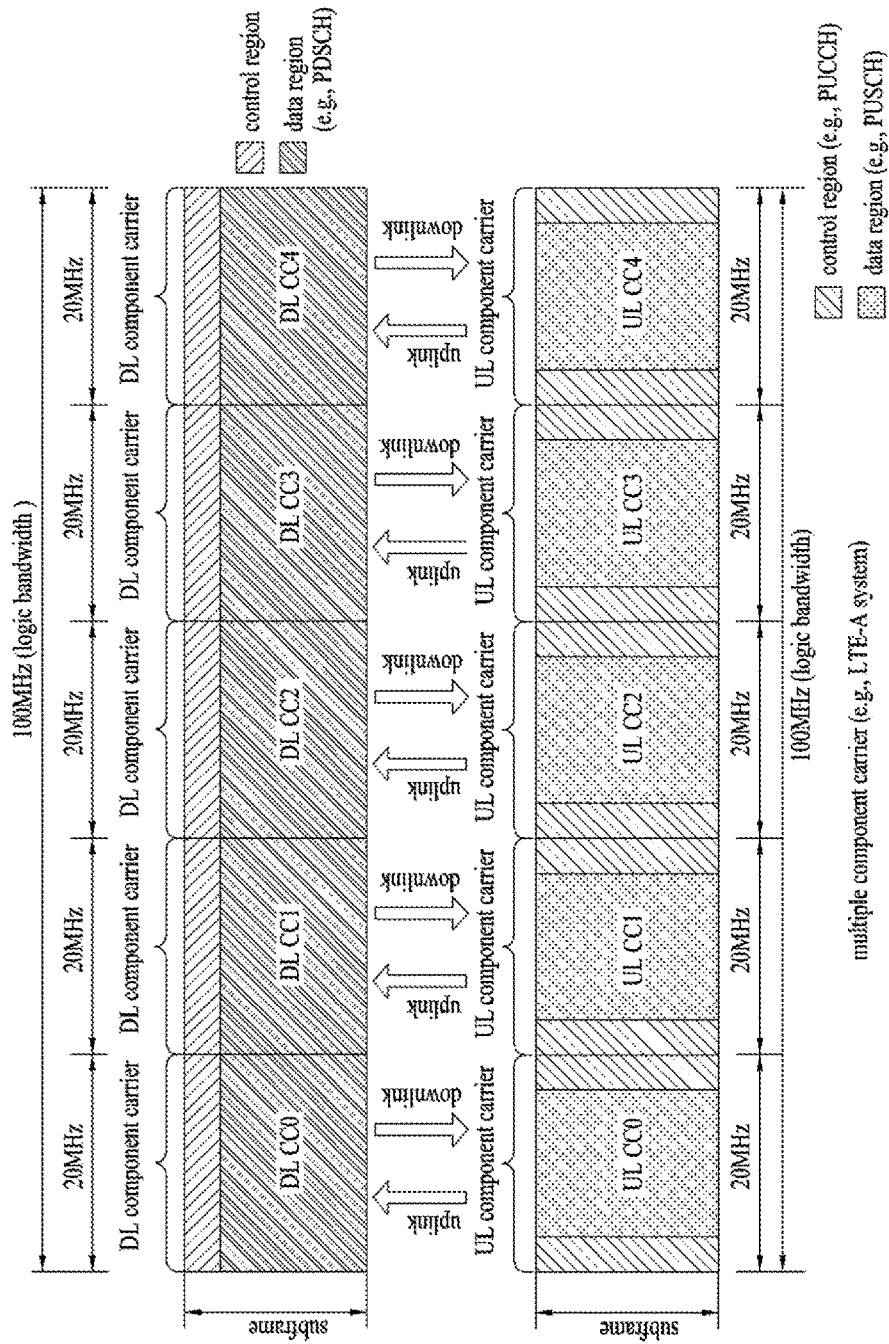 100MHz (logic bandwidth )
20MHz
20MHz
20MHz
20MHz
20MHz
DL component carrier
DL component carrier
DL component carrier
DL component carrier
DL component carrier
control region
data region
(e.g., PDSCH)
subframe
DL CC0
DL CC1
DL CC2
DL CC3
DL CC4
uplink
downlink
uplink
downlink
uplink
downlink
uplink
downlink
uplink
downlink
UL component carrier
UL component carrier
UL component carrier
UL component carrier
UL component carrier
subframe
UL CC0
UL CC1
UL CC2
UL CC3
UL CC4
20MHz
20MHz
20MHz
20MHz
20MHz
100MHz (logic bandwidth)
multiple component carrier (e.g., LTE-A system)
control region (e.g., PUCCH)
data region (e.g., PUSCH)